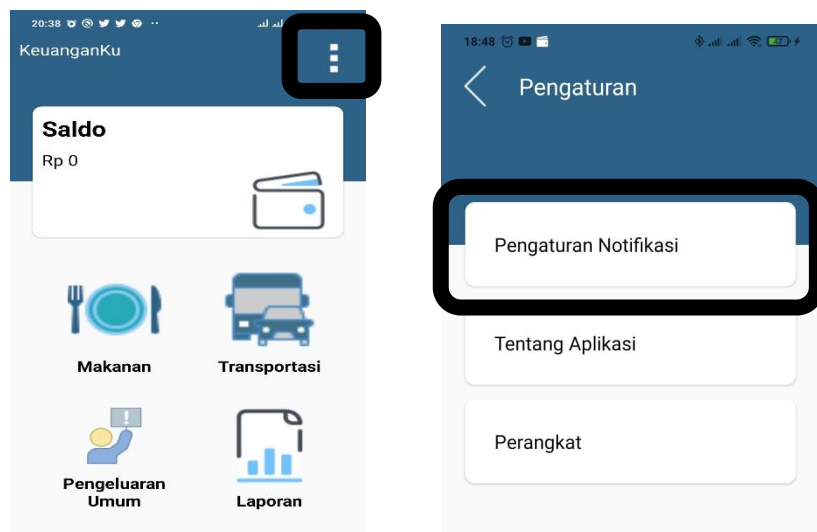 20:38
KeuanganKu
Saldo
Rp 0
Makanan
Transportasi
Pengeluaran
Umum
Laporan
18:48
47
Pengaturan
Pengaturan Notifikasi
Tentang Aplikasi
Perangkat